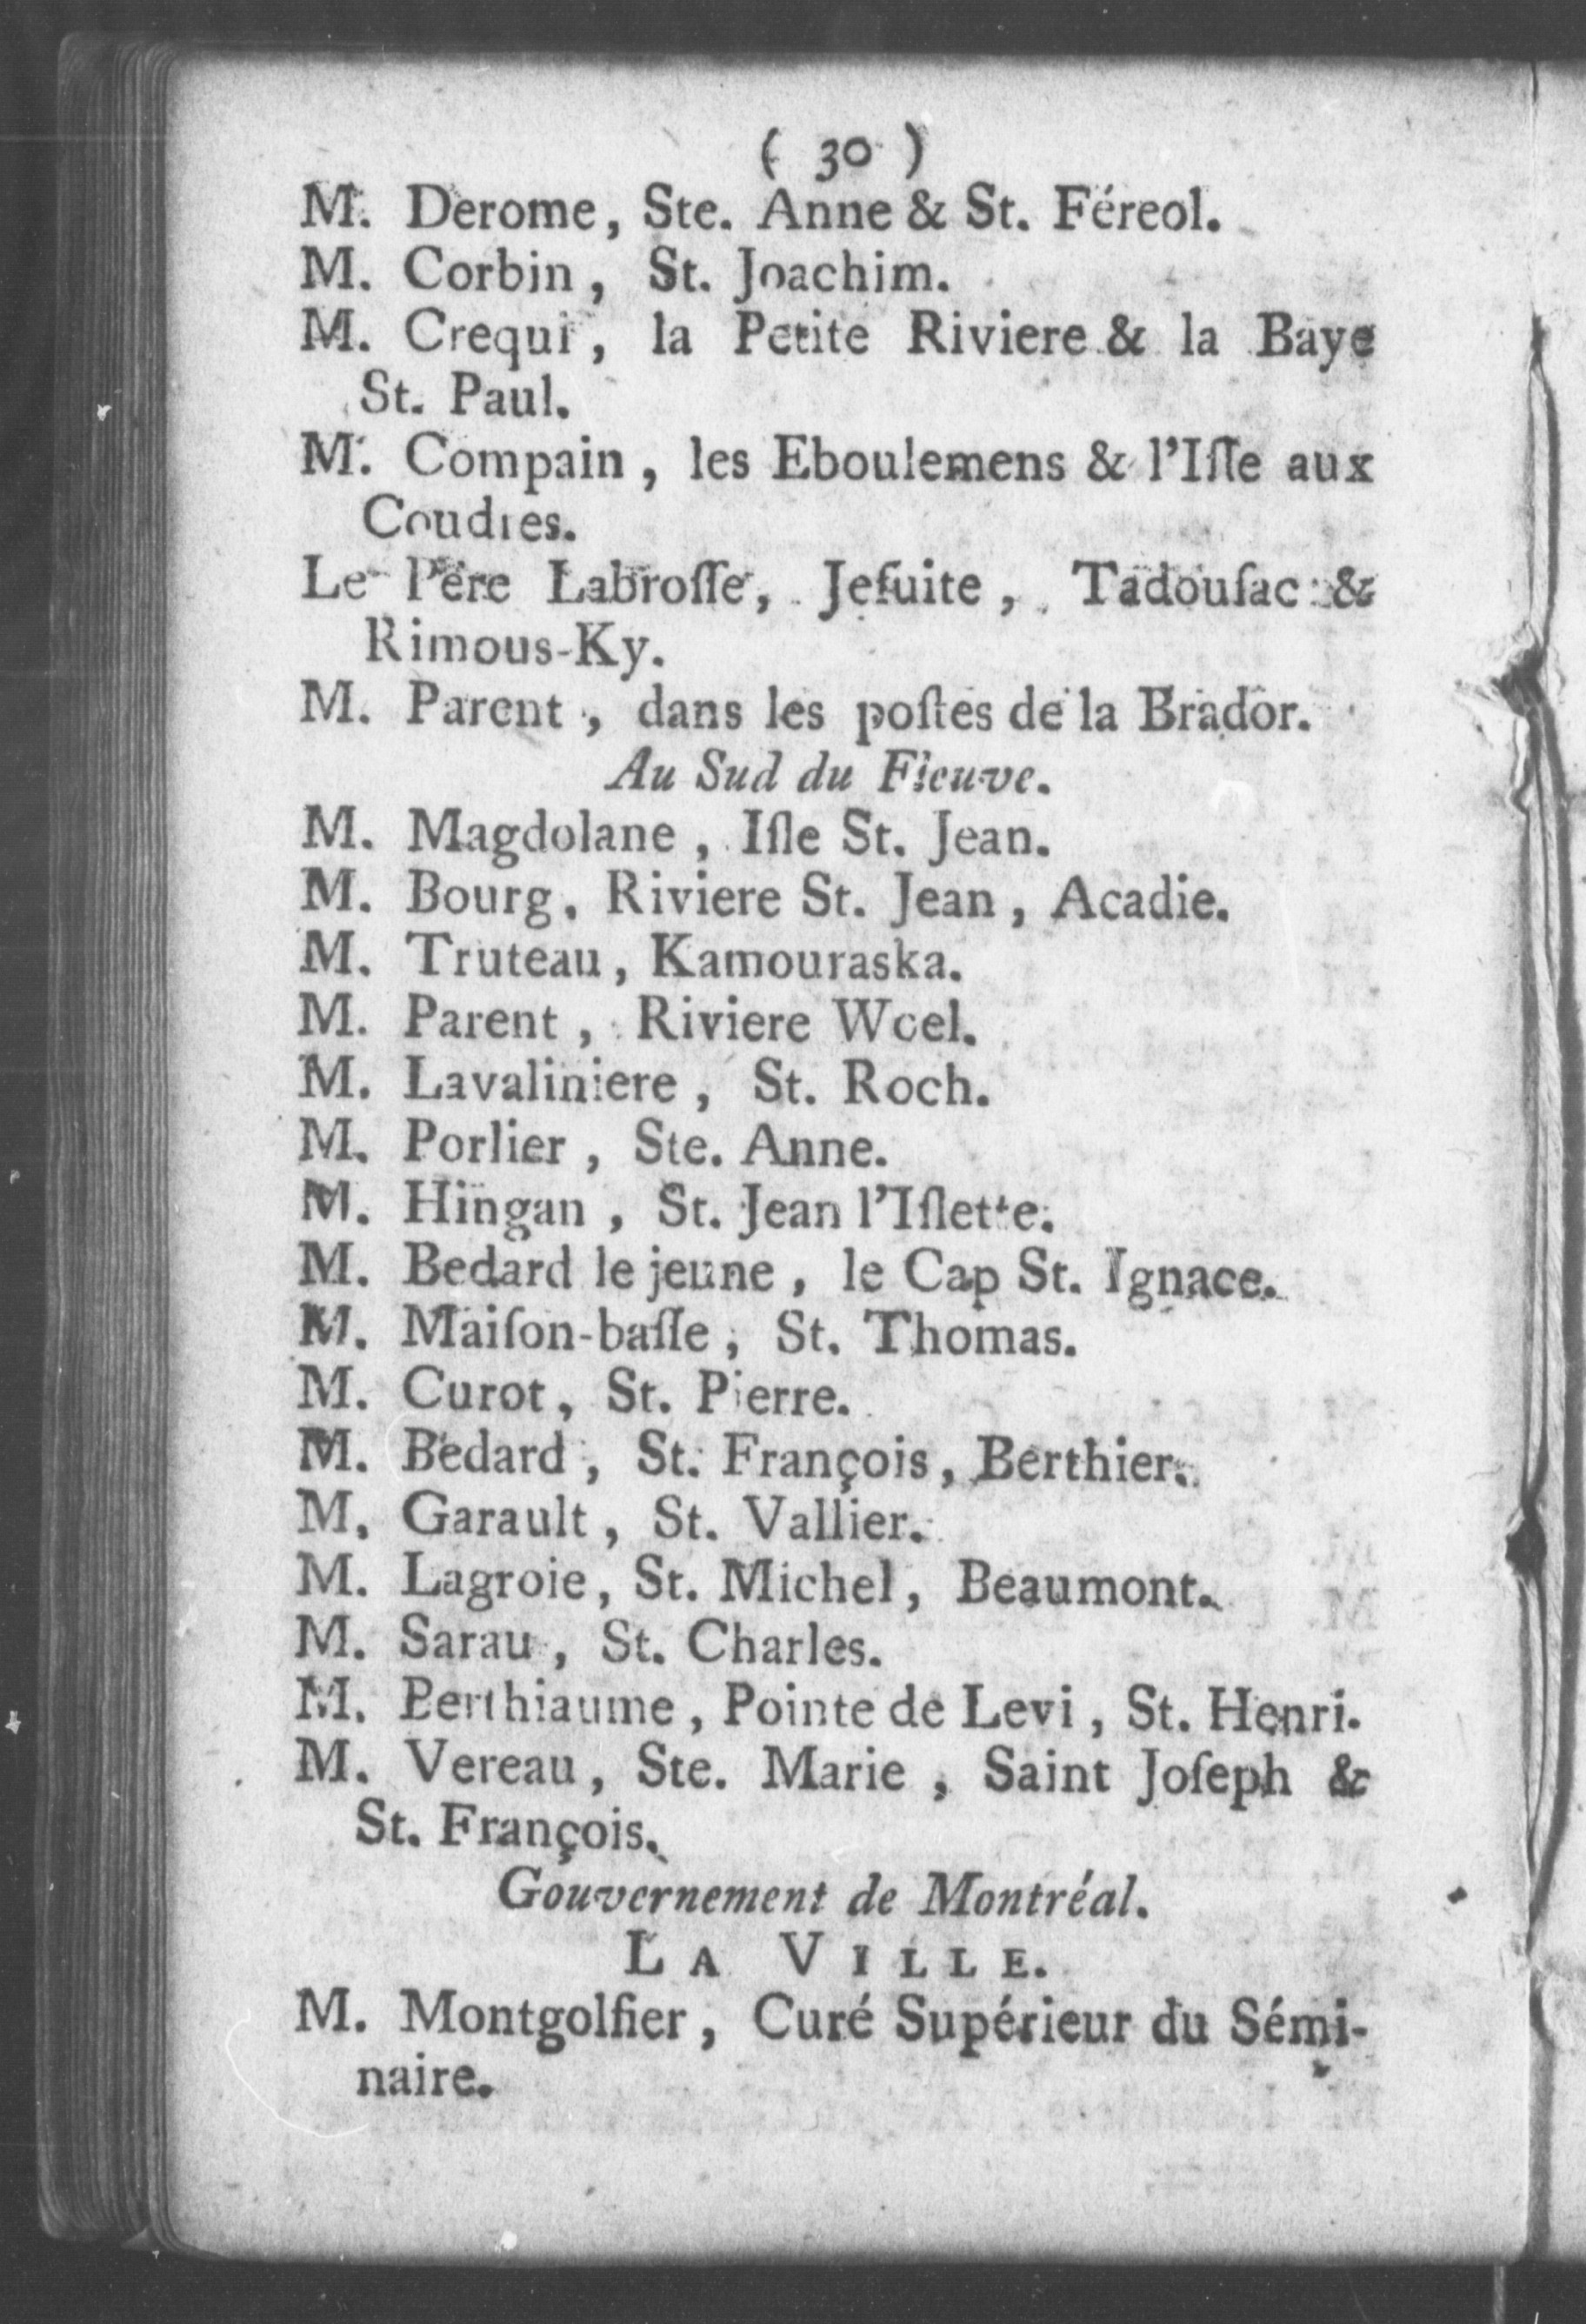 ( 30 )
M. Derome, Ste. Anne & St. Féreol.
M. Corbin, St. Joachim.
M. Crequi, la Petite Riviere & la Baye
St. Paul.
M. Compain, les Eboulemens & l'Iſſe aux
Coudres.
Le Pére Labroſſe, Jeſuite, Tadouſac &
Rimous-Ky.
M. Parent, dans les poſtes de la Bradôr.
Au Sud du Fleuve.
M. Magdolane, Iſle St. Jean.
M. Bourg, Riviere St. Jean, Acadie.
M. Truteau, Kamouraska.
M. Parent, Riviere Woel.
M. Lavaliniere, St. Roch.
M. Porlier, Ste. Anne.
M. Hingan, St. Jean l'Iſlette.
M. Bedard le jeune, le Cap St. Ignace.
M. Maiſon-baſſe, St. Thomas.
M. Curot, St. Pierre.
M. Bedard, St. François, Berthier.
M. Garault, St. Vallier.
M. Lagroie, St. Michel, Beaumont.
M. Sarau, St. Charles.
M. Berthiaume, Pointe de Levi, St. Henri.
M. Vereau, Ste. Marie, Saint Joſeph &
St. François.
Gouvernement de Montréal.
LA VILLE.
M. Montgolfier, Curé Supérieur du Sémi-
naire.